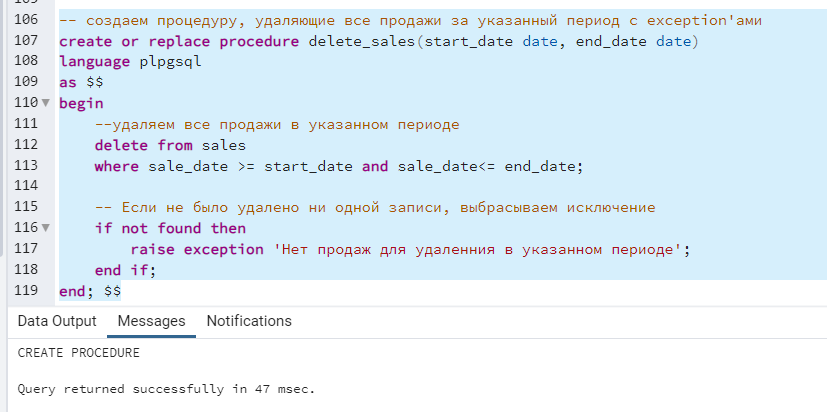 106 -- создаем процедуру, удаляющие все продажи за указанный период с exception'ами
107 create or replace procedure delete_sales(start_date date, end_date date)
108 language plpgsql
109 as $$
110 begin
111 --удаляем все продажи в указанном периоде
112 delete from sales
113 where sale_date >= start_date and sale_date<= end_date;
114
115 -- Если не было удалено ни одной записи, выбрасываем исключение
116 if not found then
117 raise exception 'Нет продаж для удаленния в указанном периоде';
118 end if;
119 end; $$
Data Output Messages Notifications
CREATE PROCEDURE
Query returned successfully in 47 msec.